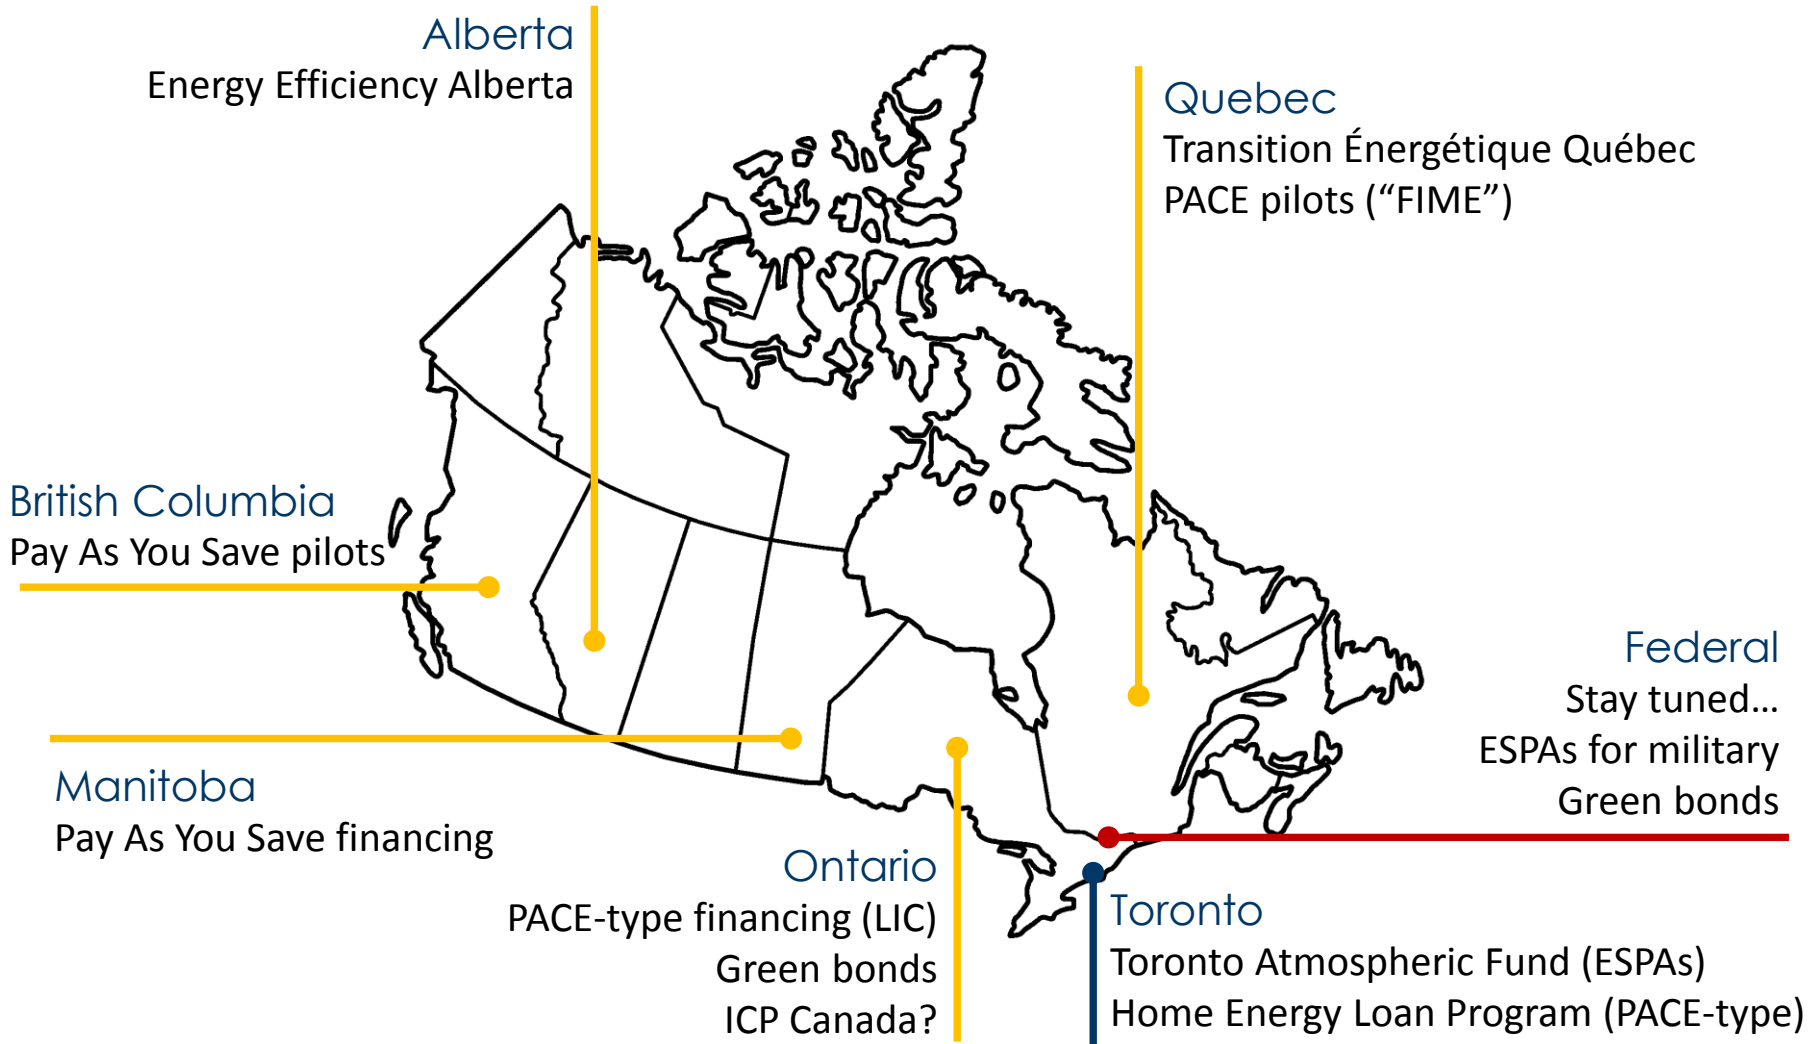 Alberta
Energy Efficiency Alberta
Quebec
Transition Énergétique Québec
PACE pilots (“FIME”)
British Columbia
Pay As You Save pilots
Federal
Stay tuned…
ESPAs for military
Green bonds
Manitoba
Pay As You Save financing
Ontario
PACE-type financing (LIC)
Green bonds
ICP Canada?
Toronto
Toronto Atmospheric Fund (ESPAs)
Home Energy Loan Program (PACE-type)